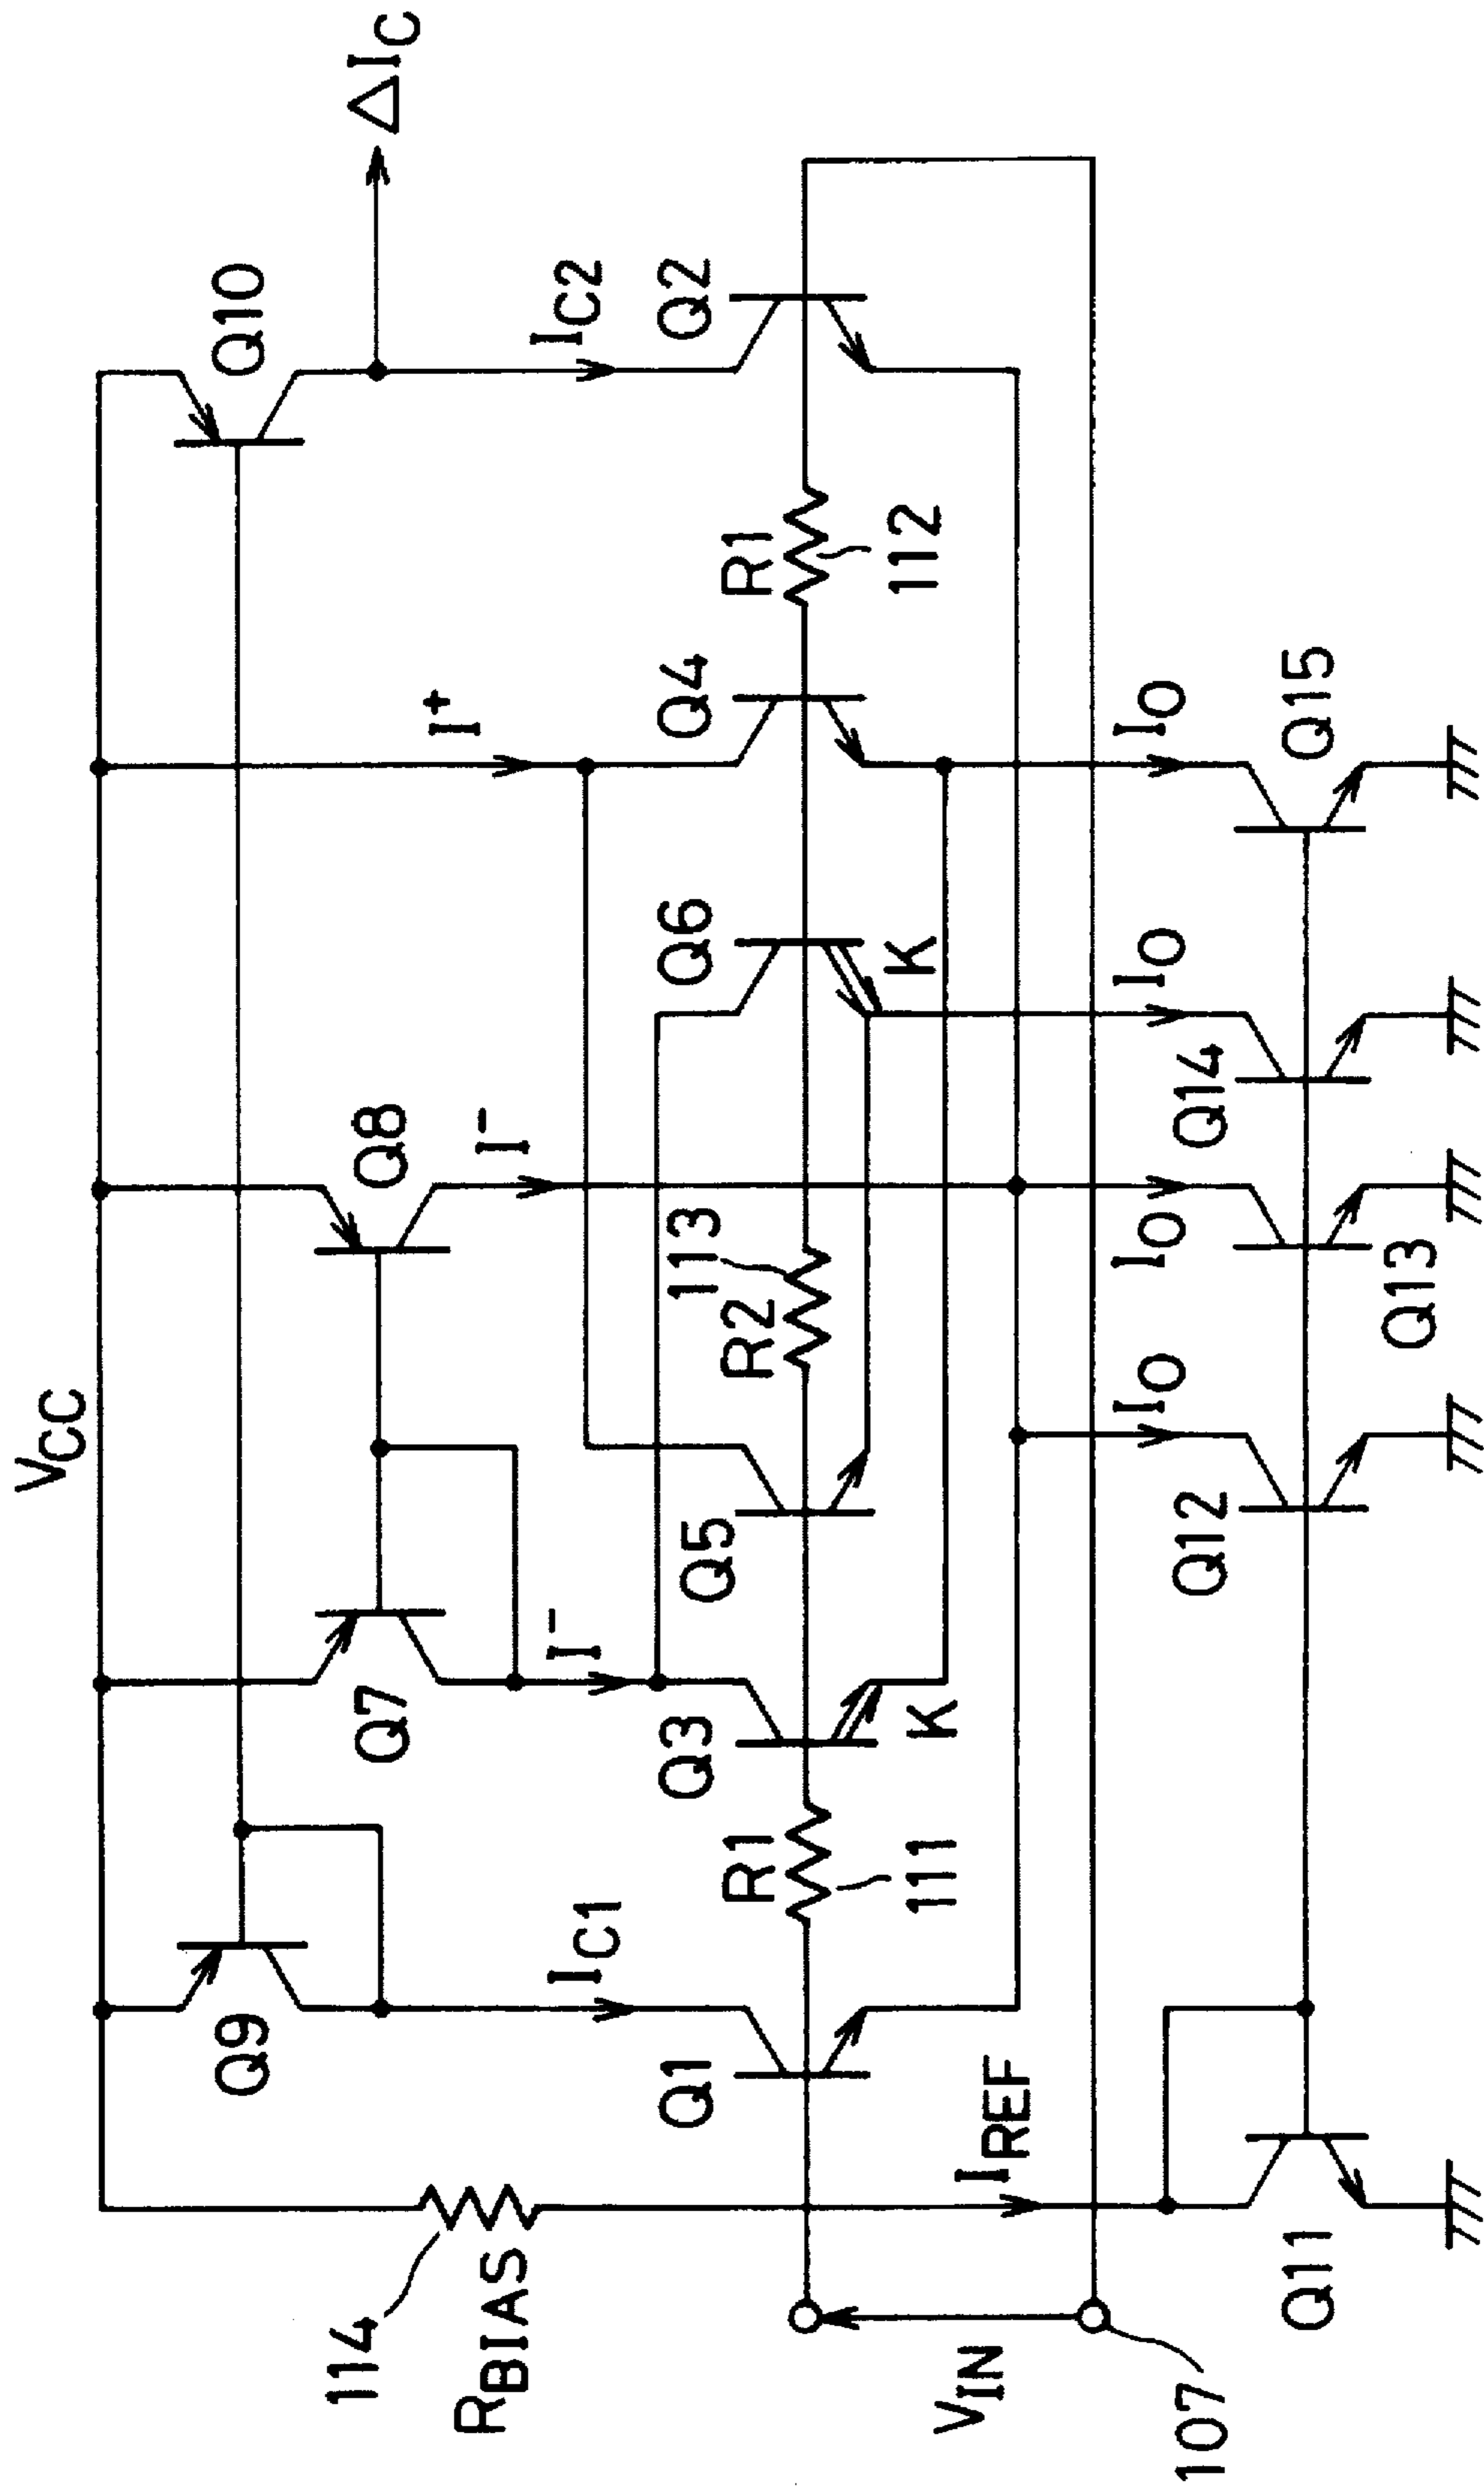 VCC
Q9
Q7
Q8
Q10
ΔIC
114
RBIAS
IC1
I-
I-
I+
IC2
Q1
Q3
Q5
Q6
Q4
Q2
R1
111
R2
113
R1
112
K
K
VIN
107
IREF
IO
IO
IO
IO
Q11
Q12
Q13
Q14
Q15